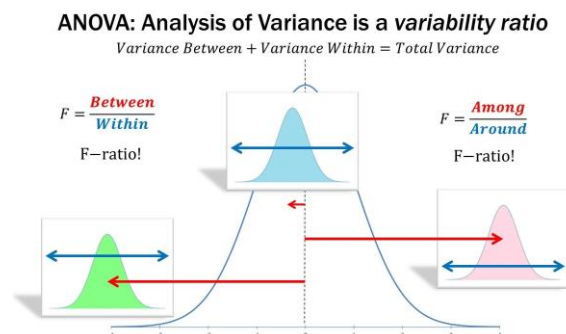 ANOVA: Analysis of Variance is a variability ratio
Variance Between + Variance Within = Total Variance
F = Between / Within
F−ratio!
F = Among / Around
F−ratio!